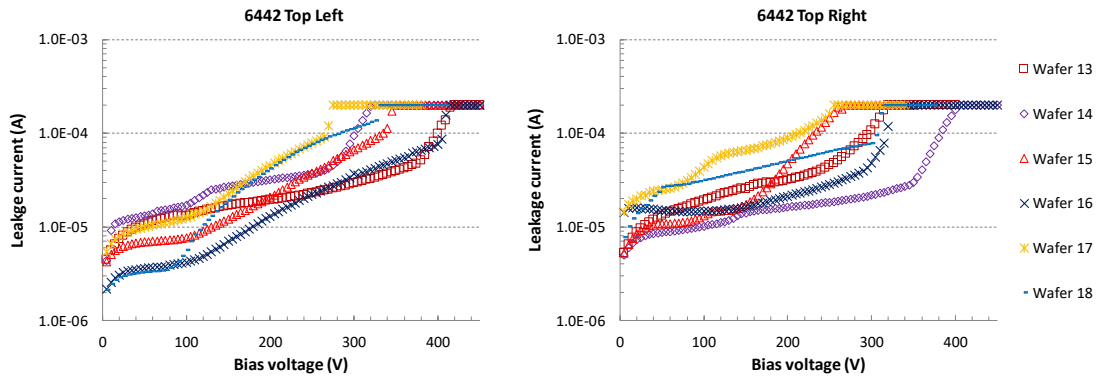 6442 Top Left
1.0E-03
1.0E-04
1.0E-05
1.0E-06
Leakage current (A)
0
100
200
300
400
Bias voltage (V)
6442 Top Right
1.0E-03
1.0E-04
1.0E-05
1.0E-06
Leakge current (A)
0
100
200
300
400
Bias voltage (V)
Wafer 13
Wafer 14
Wafer 15
Wafer 16
Wafer 17
Wafer 18